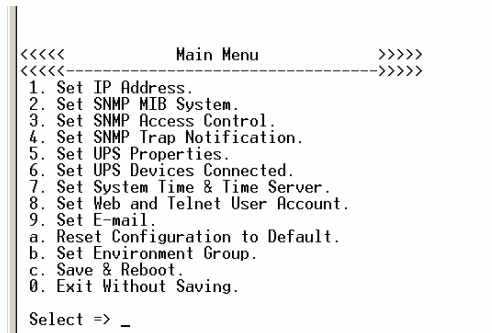 <<<<< Main Menu >>>>>
<<<<<---------------------------------->>>>>
1. Set IP Address.
2. Set SNMP MIB System.
3. Set SNMP Access Control.
4. Set SNMP Trap Notification.
5. Set UPS Properties.
6. Set UPS Devices Connected.
7. Set System Time & Time Server.
8. Set Web and Telnet User Account.
9. Set E-mail.
a. Reset Configuration to Default.
b. Set Environment Group.
c. Save & Reboot.
0. Exit Without Saving.
Select => _